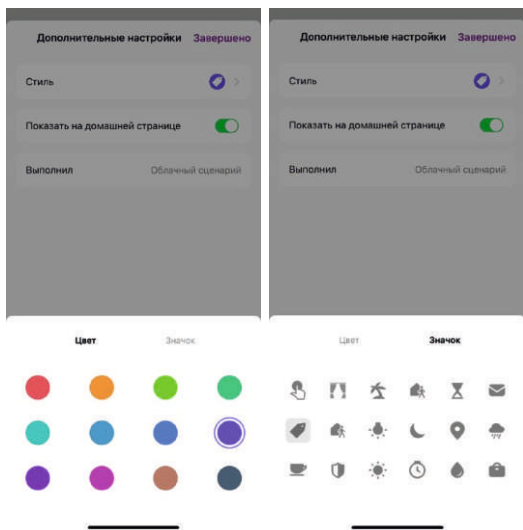 Дополнительные настройки Завершено
Стиль
Показать на домашней странице
Выполнил Облачный сценарий
Цвет Значок
Дополнительные настройки Завершено
Стиль
Показать на домашней странице
Выполнил Облачный сценарий
Цвет Значок